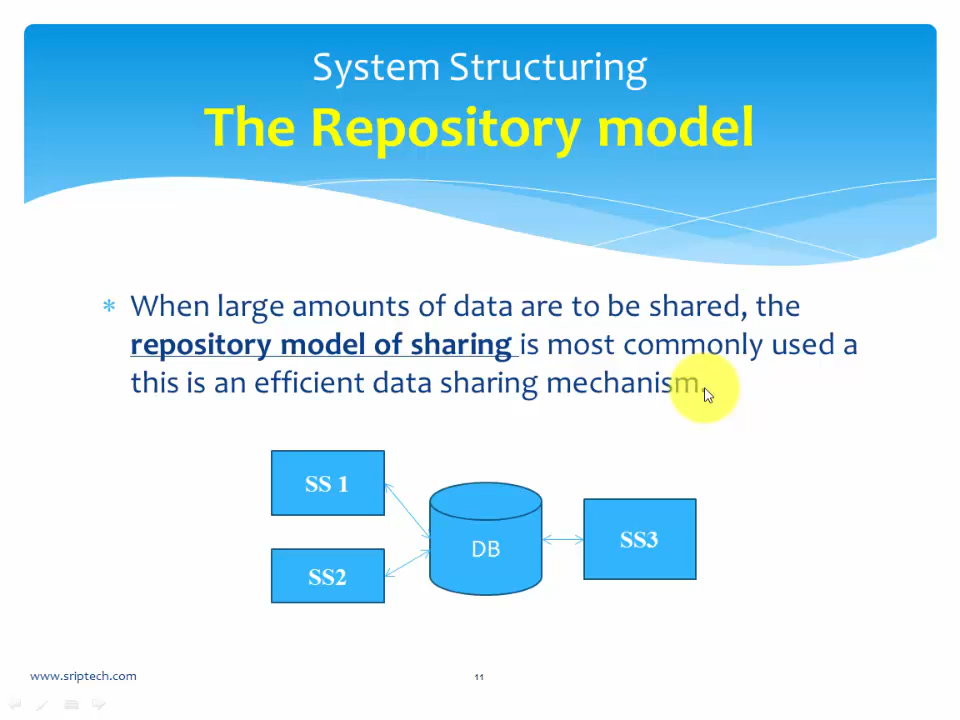 System Structuring
The Repository model
When large amounts of data are to be shared, the
repository model of sharing is most commonly used a
this is an efficient data sharing mechanism.
SS 1
SS2
DB
SS3
www.sriptech.com
11